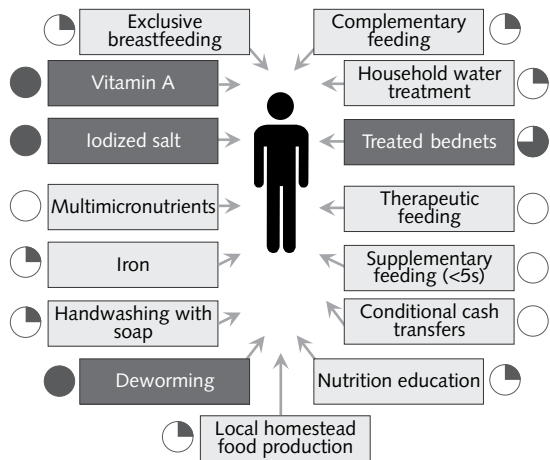 Exclusive
breastfeeding
Complementary
feeding
Vitamin A
Household water
treatment
Iodized salt
Treated bednets
Multimicronutrients
Therapeutic
feeding
Iron
Supplementary
feeding (<5s)
Handwashing with
soap
Conditional cash
transfers
Deworming
Nutrition education
Local homestead
food production